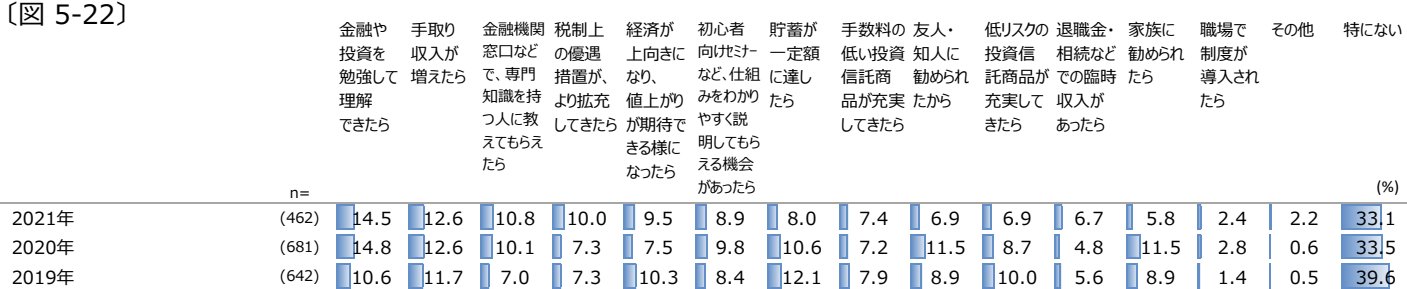 〔図 5-22〕
金融や
投資を
勉強して
理解
できたら
手取り
収入が
増えたら
金融機関
窓口など
で、専門
知識を持
つ人に教
えてもらえ
たら
税制上
の優遇
措置が、
より拡充
してきたら
経済が
上向きに
なり、
値上がり
が期待で
きる様に
なったら
初心者
向けセミナー
など、仕組
みをわかり
やすく説
明してもら
える機会
があったら
貯蓄が
一定額
に達し
たら
手数料の
低い投資
信託商
品が充実
してきたら
友人・
知人に
勧められ
たから
低リスクの
投資信
託商品が
充実して
きたら
退職金・
相続など
での臨時
収入が
あったら
家族に
勧められ
たら
職場で
制度が
導入され
たら
その他
特にない
n= (%)
2021年 (462) 14.5 12.6 10.8 10.0 9.5 8.9 8.0 7.4 6.9 6.9 6.7 5.8 2.4 2.2 33.1
2020年 (681) 14.8 12.6 10.1 7.3 7.5 9.8 10.6 7.2 11.5 8.7 4.8 11.5 2.8 0.6 33.5
2019年 (642) 10.6 11.7 7.0 7.3 10.3 8.4 12.1 7.9 8.9 10.0 5.6 8.9 1.4 0.5 39.6